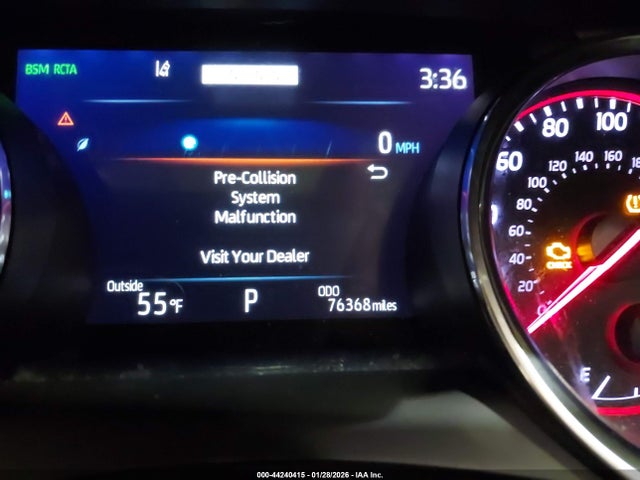 BSM RCTA
3:36
0 MPH
Pre-Collision
System
Malfunction
Visit Your Dealer
Outside
55°F
P
ODO
76368 miles
100
80
60
120 140 160
100
80
60
40
20
0
CHECK
E
000-44240415 - 01/28/2026 - IAA Inc.